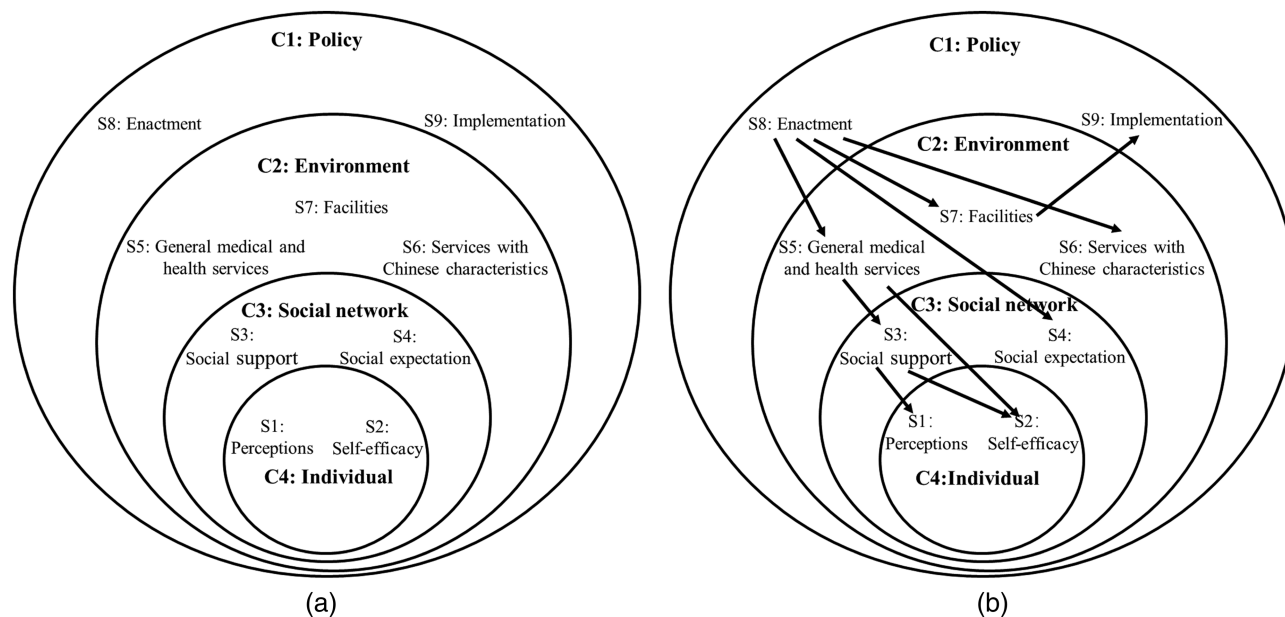 C1: Policy
S8: Enactment
S9: Implementation
C2: Environment
S7: Facilities
S5: General medical and
health services
S6: Services with
Chinese characteristics
C3: Social network
S3:
Social support
S4:
Social expectation
S1:
Perceptions
S2:
Self-efficacy
C4: Individual
(a)
C1: Policy
S8: Enactment
S9: Implementation
C2: Environment
S7: Facilities
S5: General medical
and health services
S6: Services with
Chinese characteristics
C3: Social network
S3:
Social support
S4:
Social expectation
S1:
Perceptions
S2:
Self-efficacy
C4:Individual
(b)